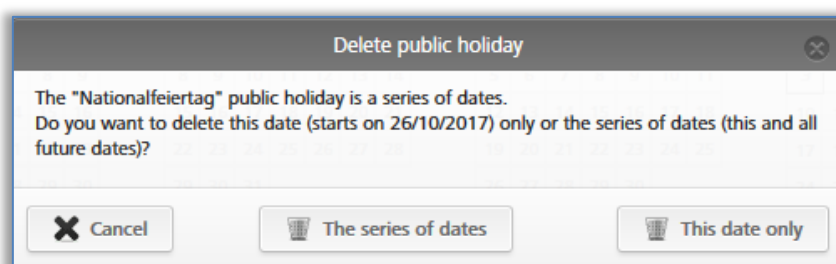 Delete public holiday
The "Nationalfeiertag" public holiday is a series of dates.
Do you want to delete this date (starts on 26/10/2017) only or the series of dates (this and all
future dates)?
Cancel
The series of dates
This date only